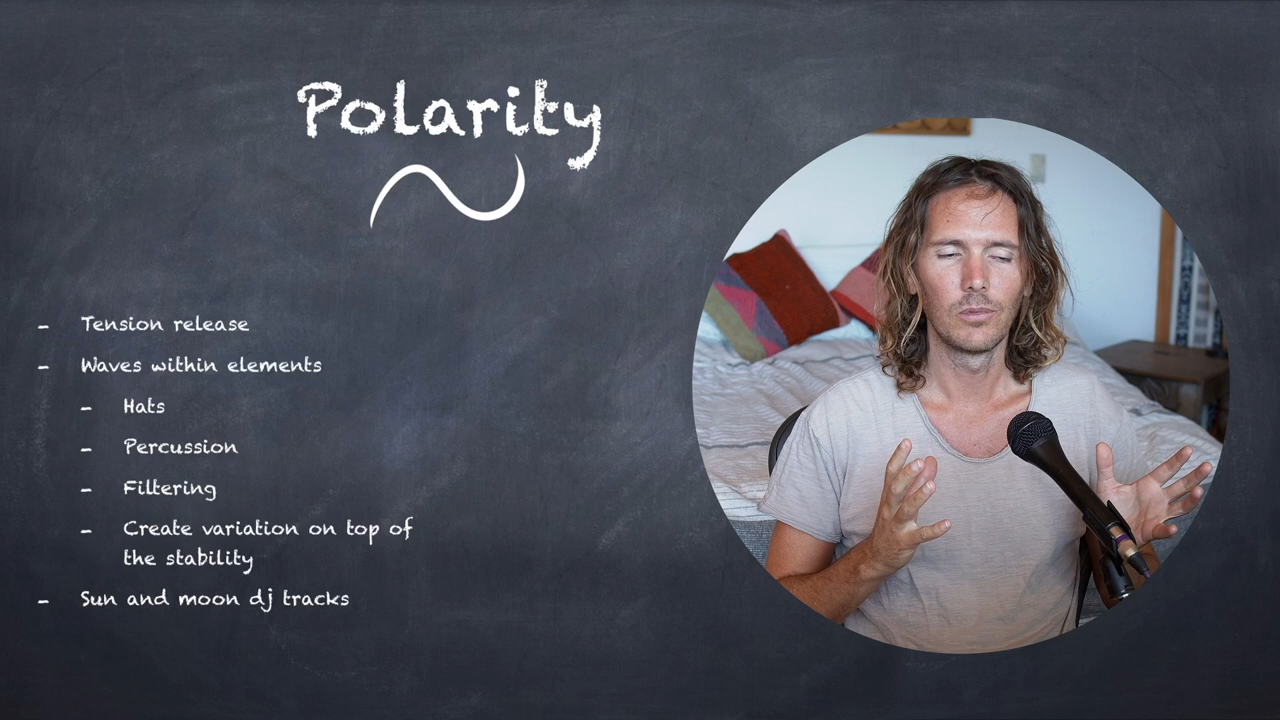 Polarity
- Tension release
- Waves within elements
- Hats
- Percussion
- Filtering
- Create variation on top of
the stability
- Sun and moon dj tracks